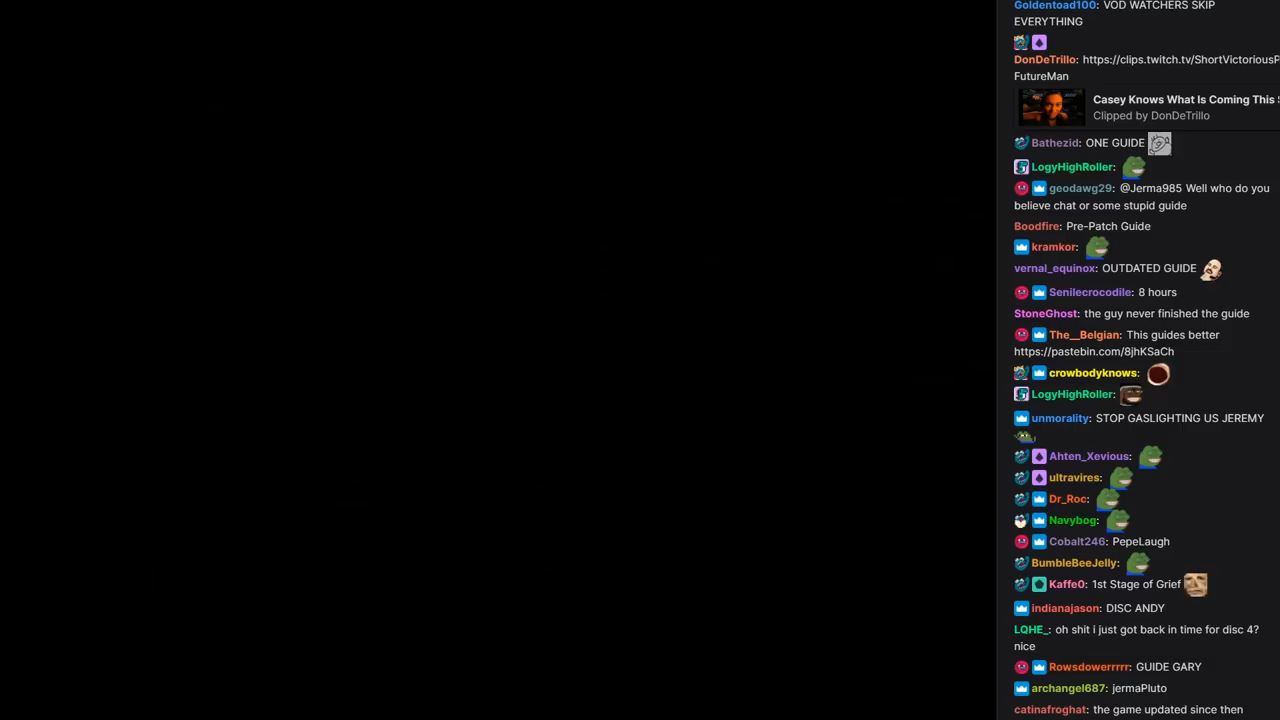 Goldentoad100: VOD WATCHERS SKIP
EVERYTHING
DonDeTrillo: https://clips.twitch.tv/ShortVictoriousP
FutureMan
Casey Knows What Is Coming This
Clipped by DonDeTrillo
Bathezid: ONE GUIDE
LogyHighRoller:
geodawg29: @Jerma985 Well who do you
believe chat or some stupid guide
Boodfire: Pre-Patch Guide
kramkor:
vernal_equinox: OUTDATED GUIDE
Senilecrocodile: 8 hours
StoneGhost: the guy never finished the guide
The__Belgian: This guides better
https://pastebin.com/8jhKSaCh
crowbodyknows:
LogyHighRoller:
unmorality: STOP GASLIGHTING US JEREMY
Ahten_Xevious:
ultravires:
Dr_Roc:
Navybog:
Cobalt246: PepeLaugh
BumbleBeeJelly:
Kaffe0: 1st Stage of Grief
indianajason: DISC ANDY
LQHE_: oh shit i just got back in time for disc 4?
nice
Rowsdowerrrrr: GUIDE GARY
archangel687: jermaPluto
catinafroghat: the game updated since then